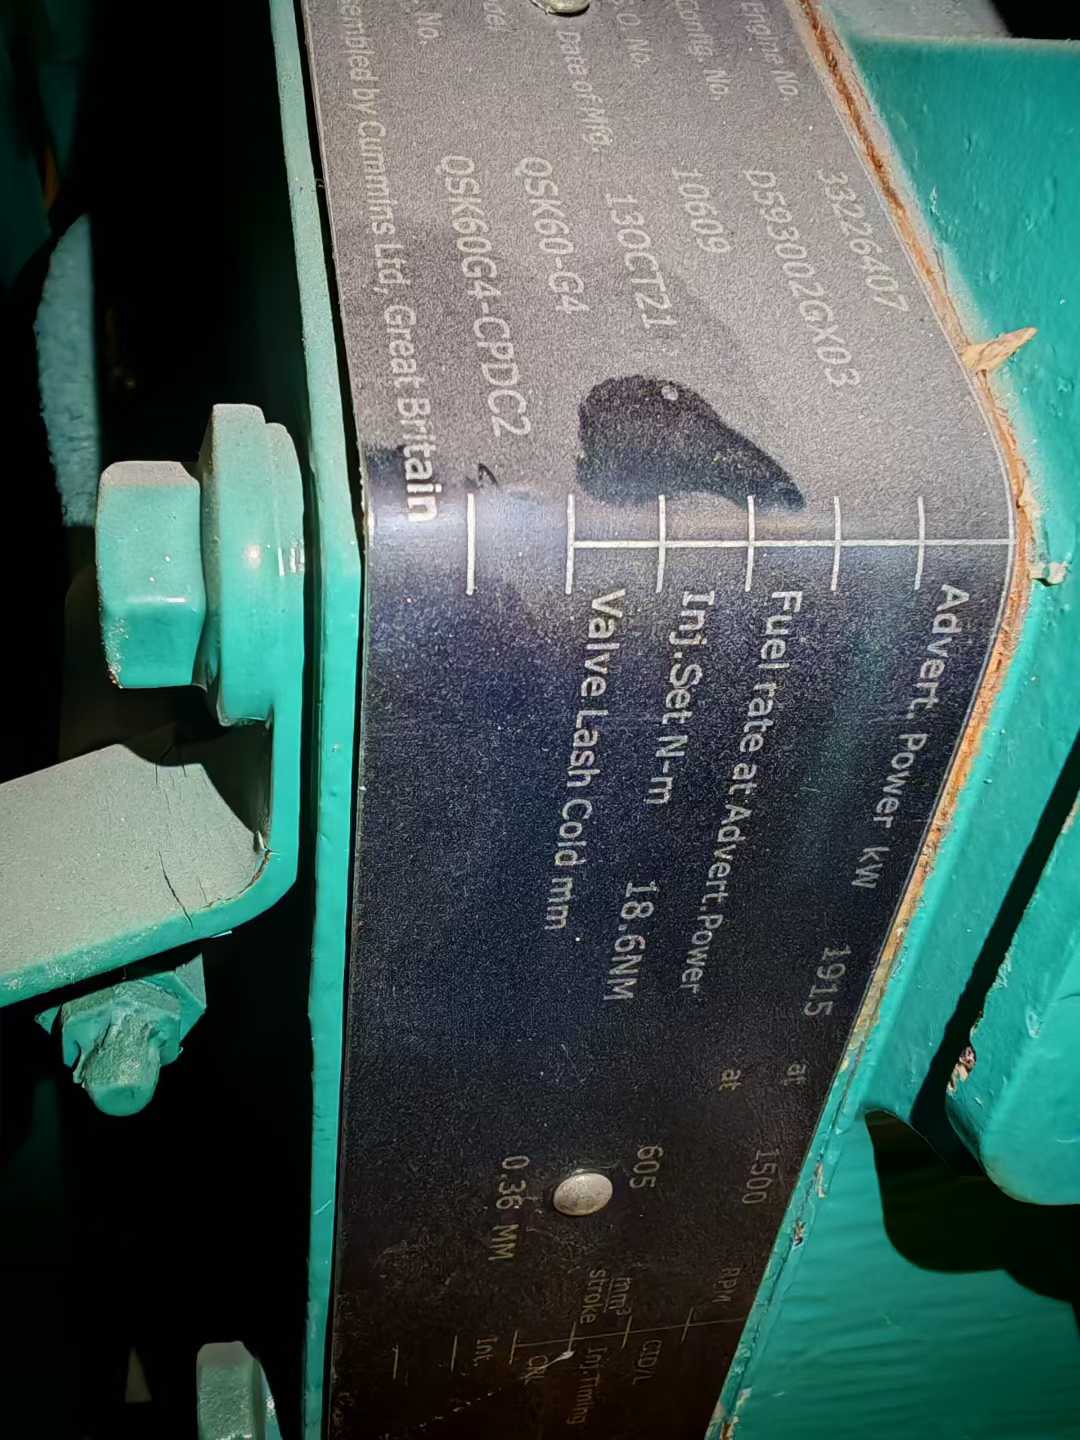 Engine No. 33226407
Config. No. D593002GX03
S.O. No. 10609
Date of Mfg. 13OCT21
QSK60-G4
No. QSK60G4-CPDC2
Cummins Ltd, Great Britain
Advert. Power kW 1915 at 1500 RPM
Fuel rate at Advert.Power at
Inj.Set N-m 18.6NM 605 mm³ stroke
Valve Lash Cold mm 0.36 MM Int.
CID/L
Inj.Timing